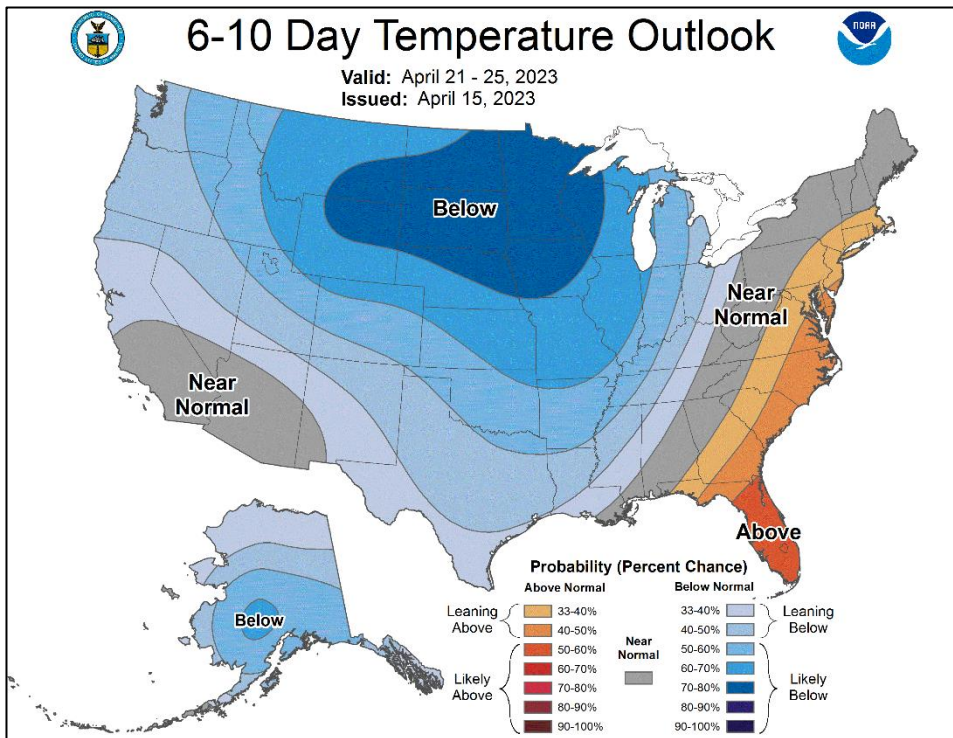 6-10 Day Temperature Outlook
NOAA
Valid: April 21 - 25, 2023
Issued: April 15, 2023
Below
Near
Normal
Near
Normal
Above
Below
Probability (Percent Chance)
Above Normal
Below Normal
Leaning
Above
33-40%
40-50%
Likely
Above
50-60%
60-70%
70-80%
80-90%
90-100%
Near
Normal
33-40%
40-50%
Leaning
Below
50-60%
60-70%
70-80%
80-90%
90-100%
Likely
Below